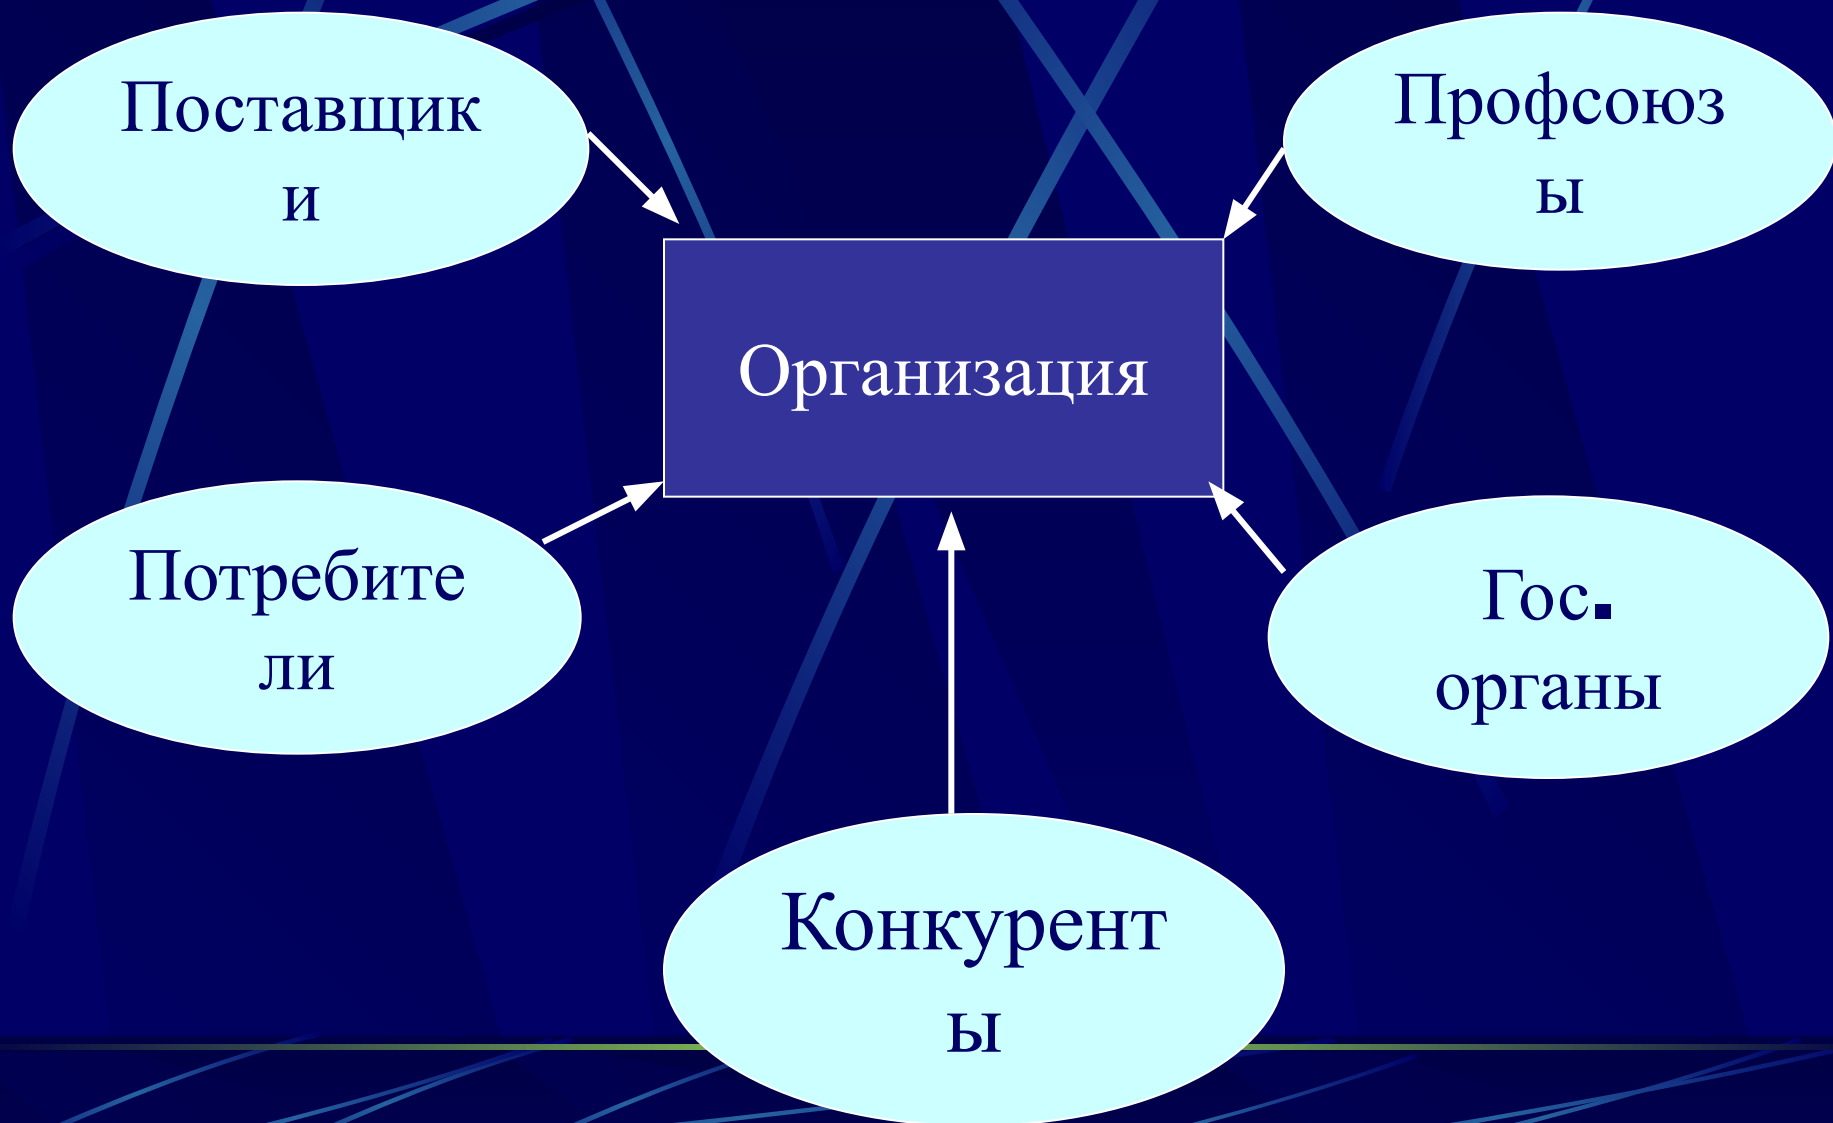 Поставщик
и
Профсоюз
ы
Организация
Потребите
ли
Гос.
органы
Конкурент
ы